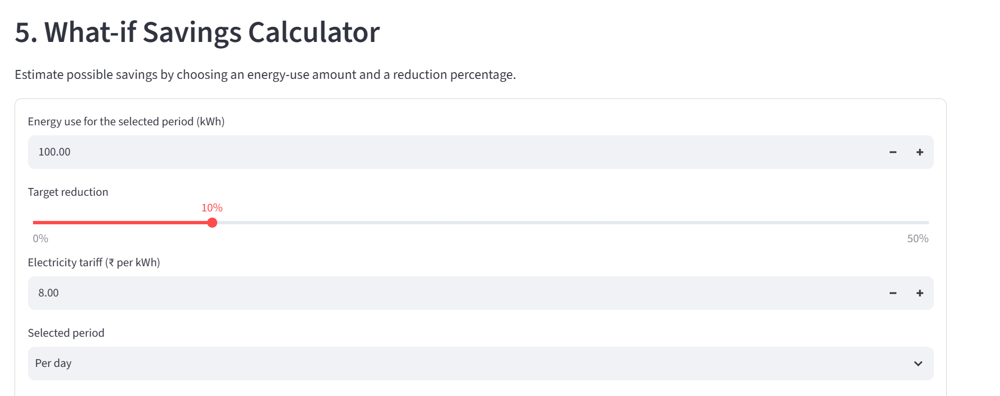 5. What-if Savings Calculator
Estimate possible savings by choosing an energy-use amount and a reduction percentage.
Energy use for the selected period (kWh)
100.00
Target reduction
10%
0% 50%
Electricity tariff (₹ per kWh)
8.00
Selected period
Per day